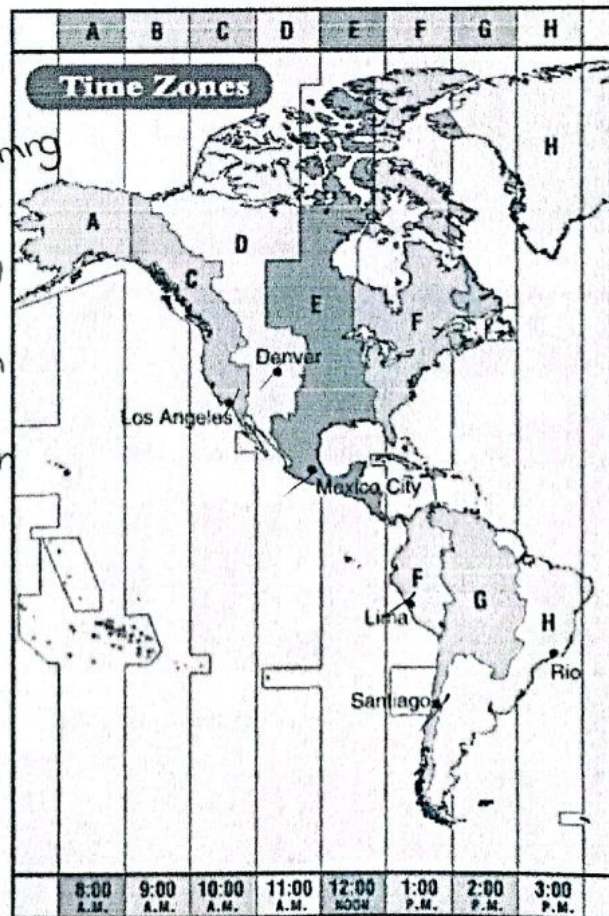 A B C D E F G H
Time Zones
H
A
D
C
E
F
Denver
Los Angeles
Mexico City
F
G
Lima
H
Rio
Santiago
8:00 9:00 10:00 11:00 12:00 1:00 2:00 3:00
A.M. A.M. A.M. A.M. NOON P.M. P.M. P.M.